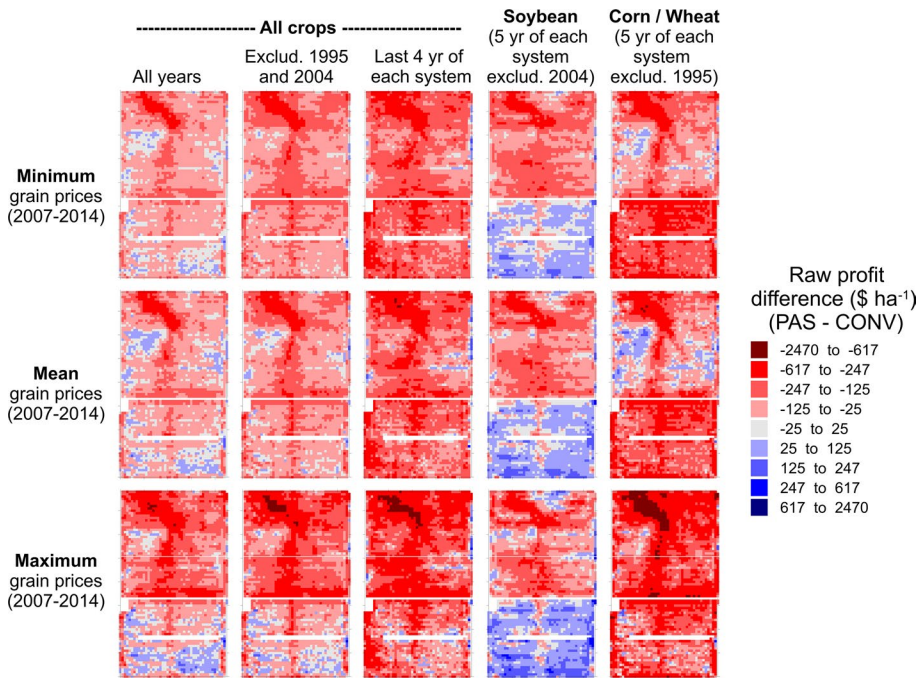 ------------------- All crops -------------------
All years
Exclud. 1995
and 2004
Last 4 yr of
each system
Soybean
(5 yr of each
system
exclud. 2004)
Corn / Wheat
(5 yr of each
system
exclud. 1995)
Minimum
grain prices
(2007-2014)
Mean
grain prices
(2007-2014)
Maximum
grain prices
(2007-2014)
Raw profit
difference ($ ha-1)
(PAS - CONV)
-2470 to -617
-617 to -247
-247 to -125
-125 to -25
-25 to 25
25 to 125
125 to 247
247 to 617
617 to 2470